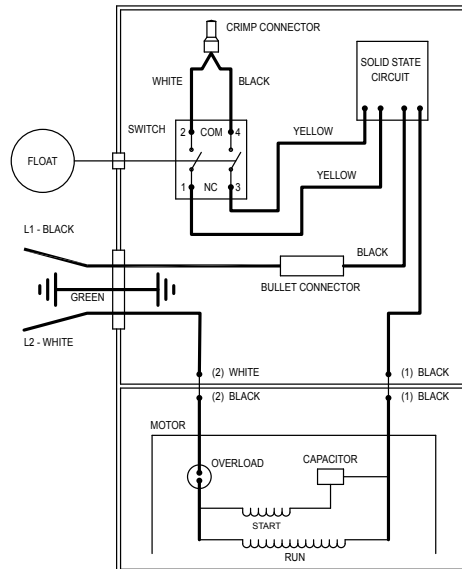 CRIMP CONNECTOR
WHITE
BLACK
SOLID STATE
CIRCUIT
SWITCH
2 COM 4
YELLOW
FLOAT
1 NC 3
YELLOW
L1 - BLACK
BLACK
GREEN
BULLET CONNECTOR
L2 - WHITE
(2) WHITE
(1) BLACK
(2) BLACK
(1) BLACK
MOTOR
OVERLOAD
CAPACITOR
START
RUN